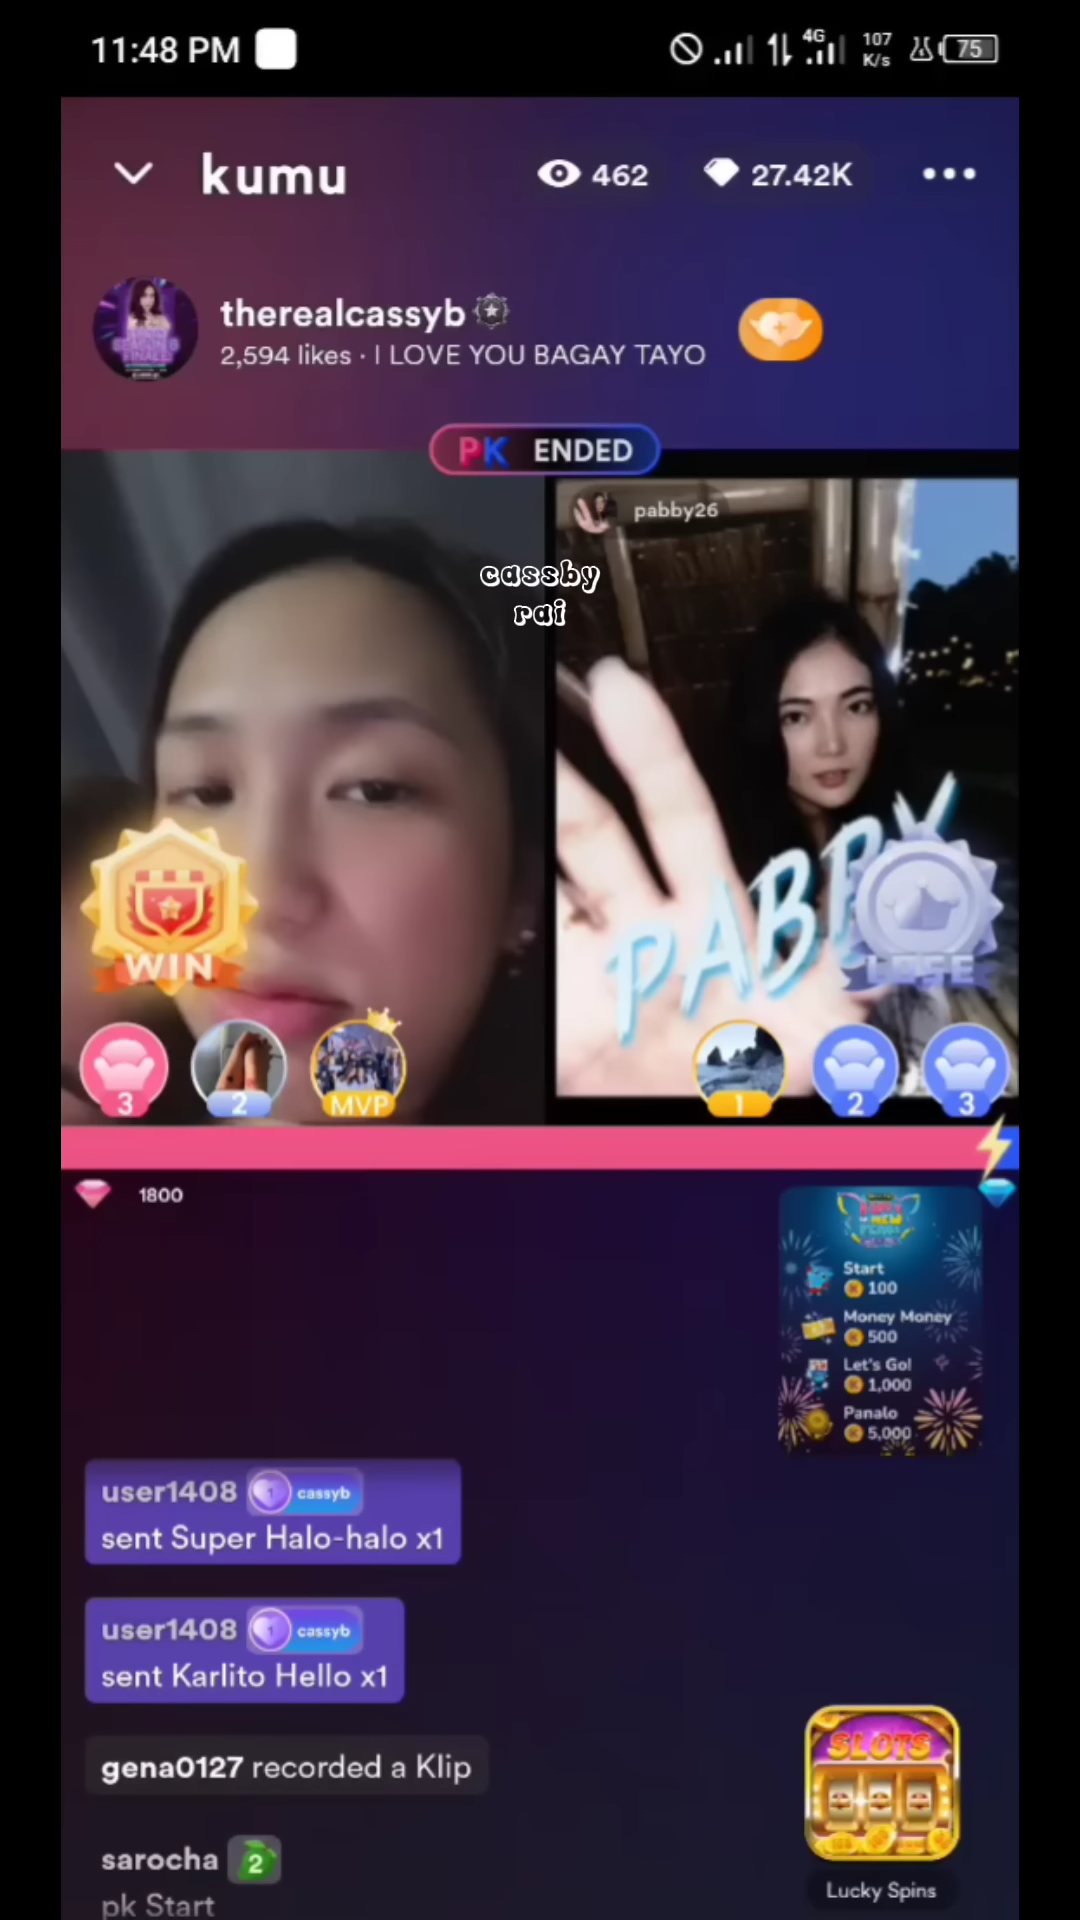 11:48 PM
4G
107
K/s
75
kumu
462
27.42K
therealcassyb
2,594 likes · I LOVE YOU BAGAY TAYO
PK ENDED
pabby26
cassby
rai
PABBY
WIN
LOSE
3
2
MVP
1
2
3
1800
Start
100
Money Money
500
Let's Go!
1,000
Panalo
5,000
user1408 1 cassyb
sent Super Halo-halo x1
user1408 1 cassyb
sent Karlito Hello x1
gena0127 recorded a Klip
SLOTS
sarocha 2
pk Start
Lucky Spins